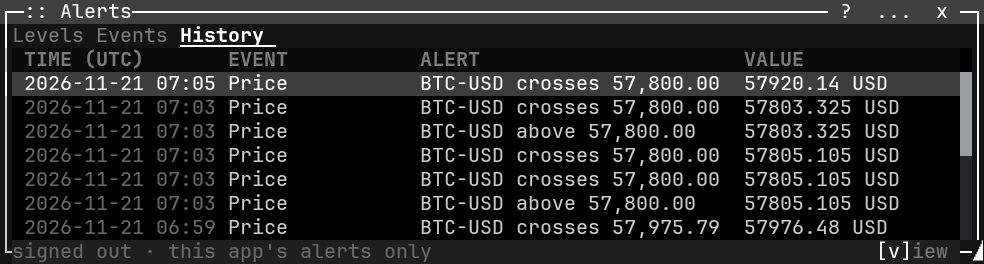 :: Alerts ? ... x
Levels Events History
TIME (UTC) EVENT ALERT VALUE
2026-11-21 07:05 Price BTC-USD crosses 57,800.00 57920.14 USD
2026-11-21 07:03 Price BTC-USD crosses 57,800.00 57803.325 USD
2026-11-21 07:03 Price BTC-USD above 57,800.00 57803.325 USD
2026-11-21 07:03 Price BTC-USD crosses 57,800.00 57805.105 USD
2026-11-21 07:03 Price BTC-USD crosses 57,800.00 57805.105 USD
2026-11-21 07:03 Price BTC-USD above 57,800.00 57805.105 USD
2026-11-21 06:59 Price BTC-USD crosses 57,975.79 57976.48 USD
signed out · this app's alerts only [v]iew